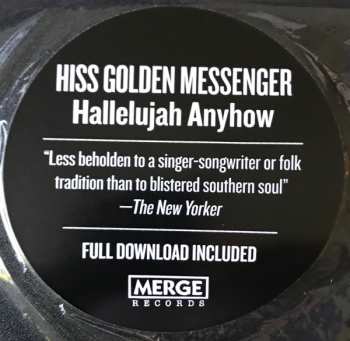 HISS GOLDEN MESSENGER
Hallelujah Anyhow
“Less beholden to a singer-songwriter or folk
tradition than to blistered southern soul”
—The New Yorker
FULL DOWNLOAD INCLUDED
MERGE
RECORDS